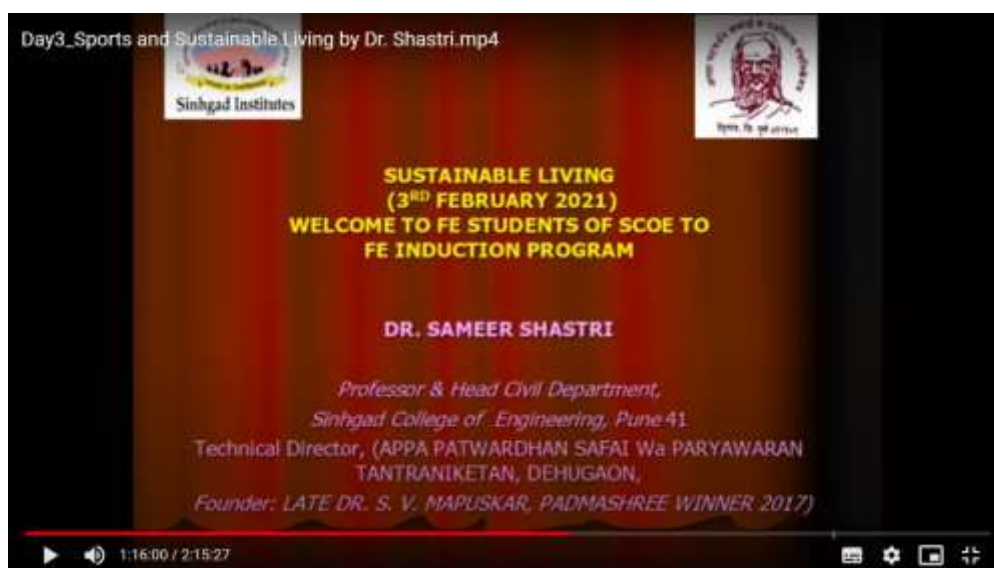 Day3_Sports and Sustainable Living by Dr. Shastri.mp4
Sinhgad Institutes
SUSTAINABLE LIVING
(3RD FEBRUARY 2021)
WELCOME TO FE STUDENTS OF SCOE TO
FE INDUCTION PROGRAM
DR. SAMEER SHASTRI
Professor & Head Civil Department,
Sinhgad College of Engineering, Pune 41
Technical Director, (APPA PATWARDHAN SAFAI Wa PARYAWARAN
TANTRANIKETAN, DEHUGAON,
Founder: LATE DR. S. V. MAPUSKAR, PADMASHREE WINNER 2017)
1:16:00 / 2:15:27